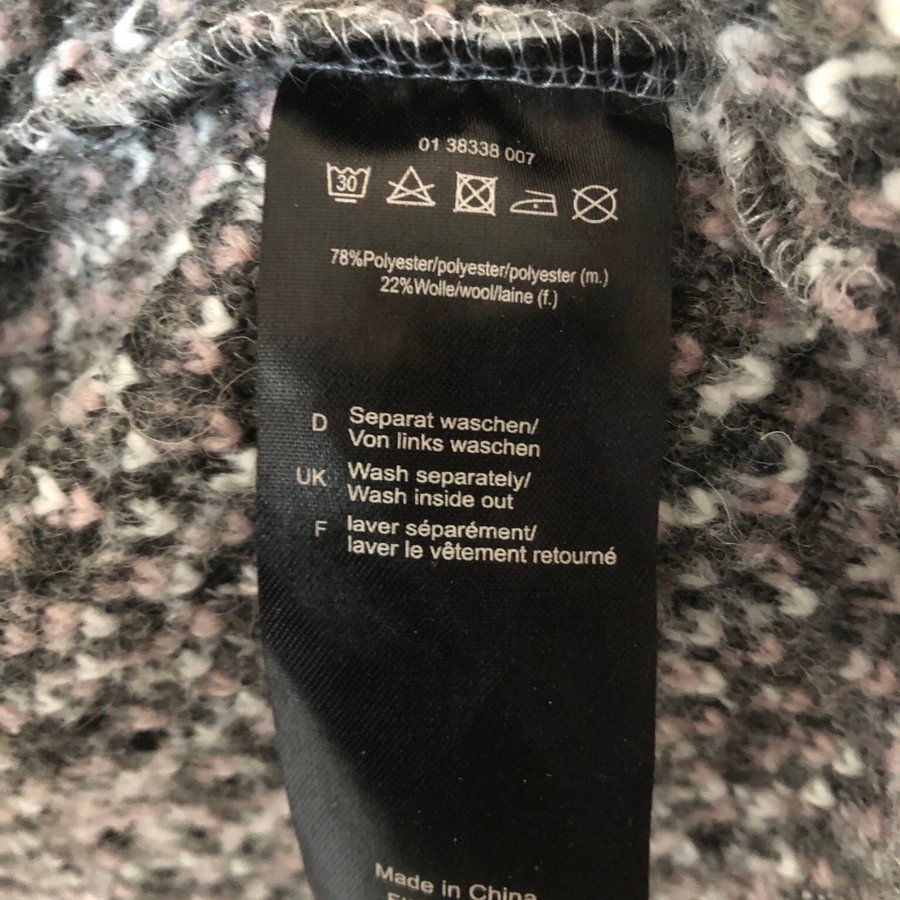 01 38338 007
30
78%Polyester/polyester/polyester (m.)
22%Wolle/wool/laine (f.)
D Separat waschen/
Von links waschen
UK Wash separately/
Wash inside out
F laver séparément/
laver le vêtement retourné
Made in China